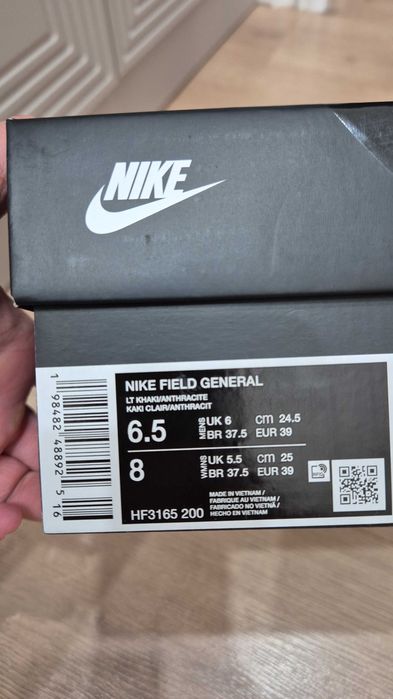 NIKE
NIKE FIELD GENERAL
LT KHAKI/ANTHRACITE
KAKI CLAIR/ANTHRACIT
6.5 MENS UK 6 CM 24.5
BR 37.5 EUR 39
8 WMNS UK 5.5 CM 25
BR 37.5 EUR 39
RFID
MADE IN VIETNAM /
FABRIQUE AU VIETNAM /
FABRICADO NO VIETNÃ /
HECHO EN VIETNAM
HF3165 200
1 98482 48892 5 16